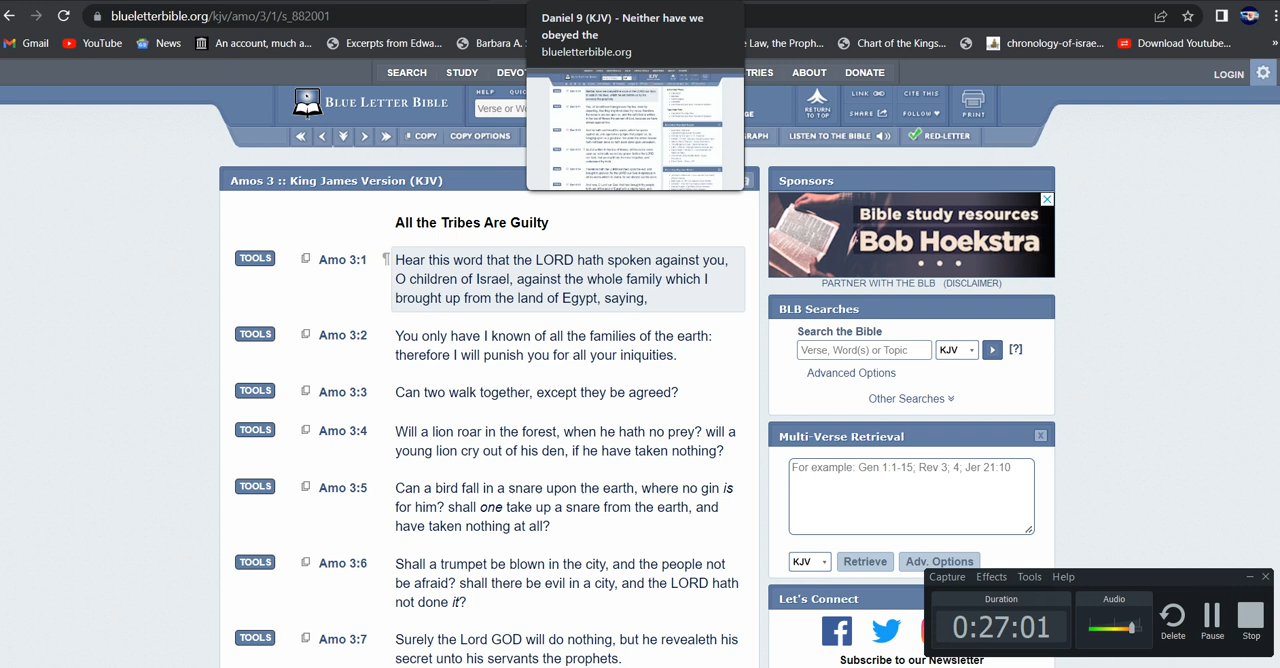 blueletterbible.org/kjv/amo/3/1/s_882001
Daniel 9 (KJV) - Neither have we
obeyed the
blueletterbible.org
Gmail
YouTube
News
An account, much a...
Excerpts from Edas...
Barbara A.
Law, the Proph...
Chart of the Kings...
chronology-of-israe...
Download Youtube...
»
SEARCH
STUDY
DEVO
TRIES
ABOUT
DONATE
LOGIN
BLUE LETTER BIBLE
HELP
QUIC
Verse or Wo
RETURN
TO TOP
LINK
CITE THIS
SHARE
FOLLOW
PRINT
COPY
COPY OPTIONS
GRAPH
LISTEN TO THE BIBLE
RED-LETTER
Amos 3 :: King James Version (KJV)
All the Tribes Are Guilty
TOOLS Amo 3:1 ¶ Hear this word that the LORD hath spoken against you,
O children of Israel, against the whole family which I
brought up from the land of Egypt, saying,
TOOLS Amo 3:2 You only have I known of all the families of the earth:
therefore I will punish you for all your iniquities.
TOOLS Amo 3:3 Can two walk together, except they be agreed?
TOOLS Amo 3:4 Will a lion roar in the forest, when he hath no prey? will a
young lion cry out of his den, if he have taken nothing?
TOOLS Amo 3:5 Can a bird fall in a snare upon the earth, where no gin is
for him? shall one take up a snare from the earth, and
have taken nothing at all?
TOOLS Amo 3:6 Shall a trumpet be blown in the city, and the people not
be afraid? shall there be evil in a city, and the LORD hath
not done it?
TOOLS Amo 3:7 Surely the Lord GOD will do nothing, but he revealeth his
secret unto his servants the prophets.
Sponsors
Bible study resources
Bob Hoekstra
PARTNER WITH THE BLB (DISCLAIMER)
BLB Searches
Search the Bible
Verse, Word(s) or Topic
KJV
[?]
Advanced Options
Other Searches
Multi-Verse Retrieval
X
For example: Gen 1:1-15; Rev 3; 4; Jer 21:10
KJV
Retrieve
Adv. Options
Let's Connect
Subscribe to our Newsletter
Capture Effects Tools Help
Duration
0:27:01
Audio
Delete
Pause
Stop